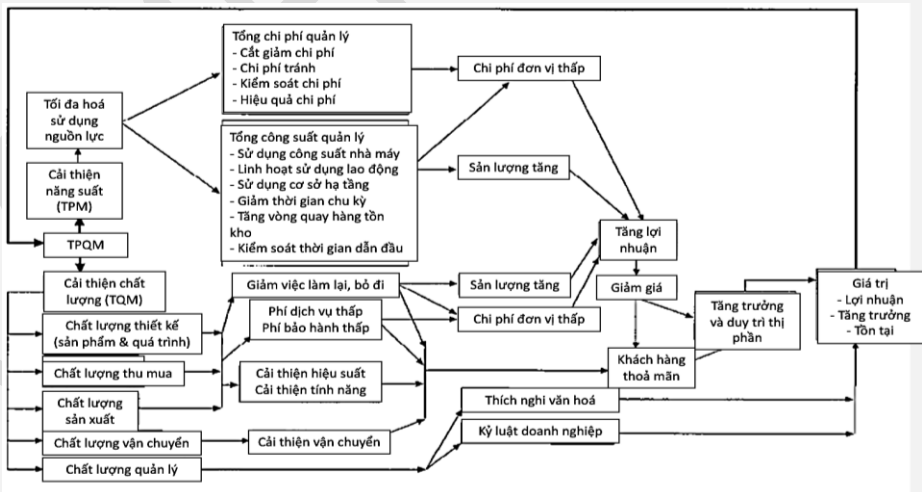 Tổng chi phí quản lý
- Cắt giảm chi phí
- Chi phí tránh
- Kiểm soát chi phí
- Hiệu quả chi phí
Chi phí đơn vị thấp
Tối đa hoá
sử dụng
nguồn lực
Tổng công suất quản lý
- Sử dụng công suất nhà máy
- Linh hoạt sử dụng lao động
- Sử dụng cơ sở hạ tầng
- Giảm thời gian chu kỳ
- Tăng vòng quay hàng tồn
kho
- Kiểm soát thời gian dẫn đầu
Sản lượng tăng
Cải thiện
năng suất
(TPM)
TPQM
Tăng lợi
nhuận
Cải thiện chất
lượng (TQM)
Giảm việc làm lại, bỏ đi
Sản lượng tăng
Giảm giá
Giá trị
- Lợi nhuận
- Tăng trưởng
- Tồn tại
Chất lượng thiết kế
(sản phẩm & quá trình)
Phí dịch vụ thấp
Phí bảo hành thấp
Chi phí đơn vị thấp
Tăng trưởng
và duy trì thị
phần
Chất lượng thu mua
Cải thiện hiệu suất
Cải thiện tính năng
Khách hàng
thoả mãn
Chất lượng
sản xuất
Thích nghi văn hoá
Chất lượng vận chuyển
Cải thiện vận chuyển
Kỷ luật doanh nghiệp
Chất lượng quản lý